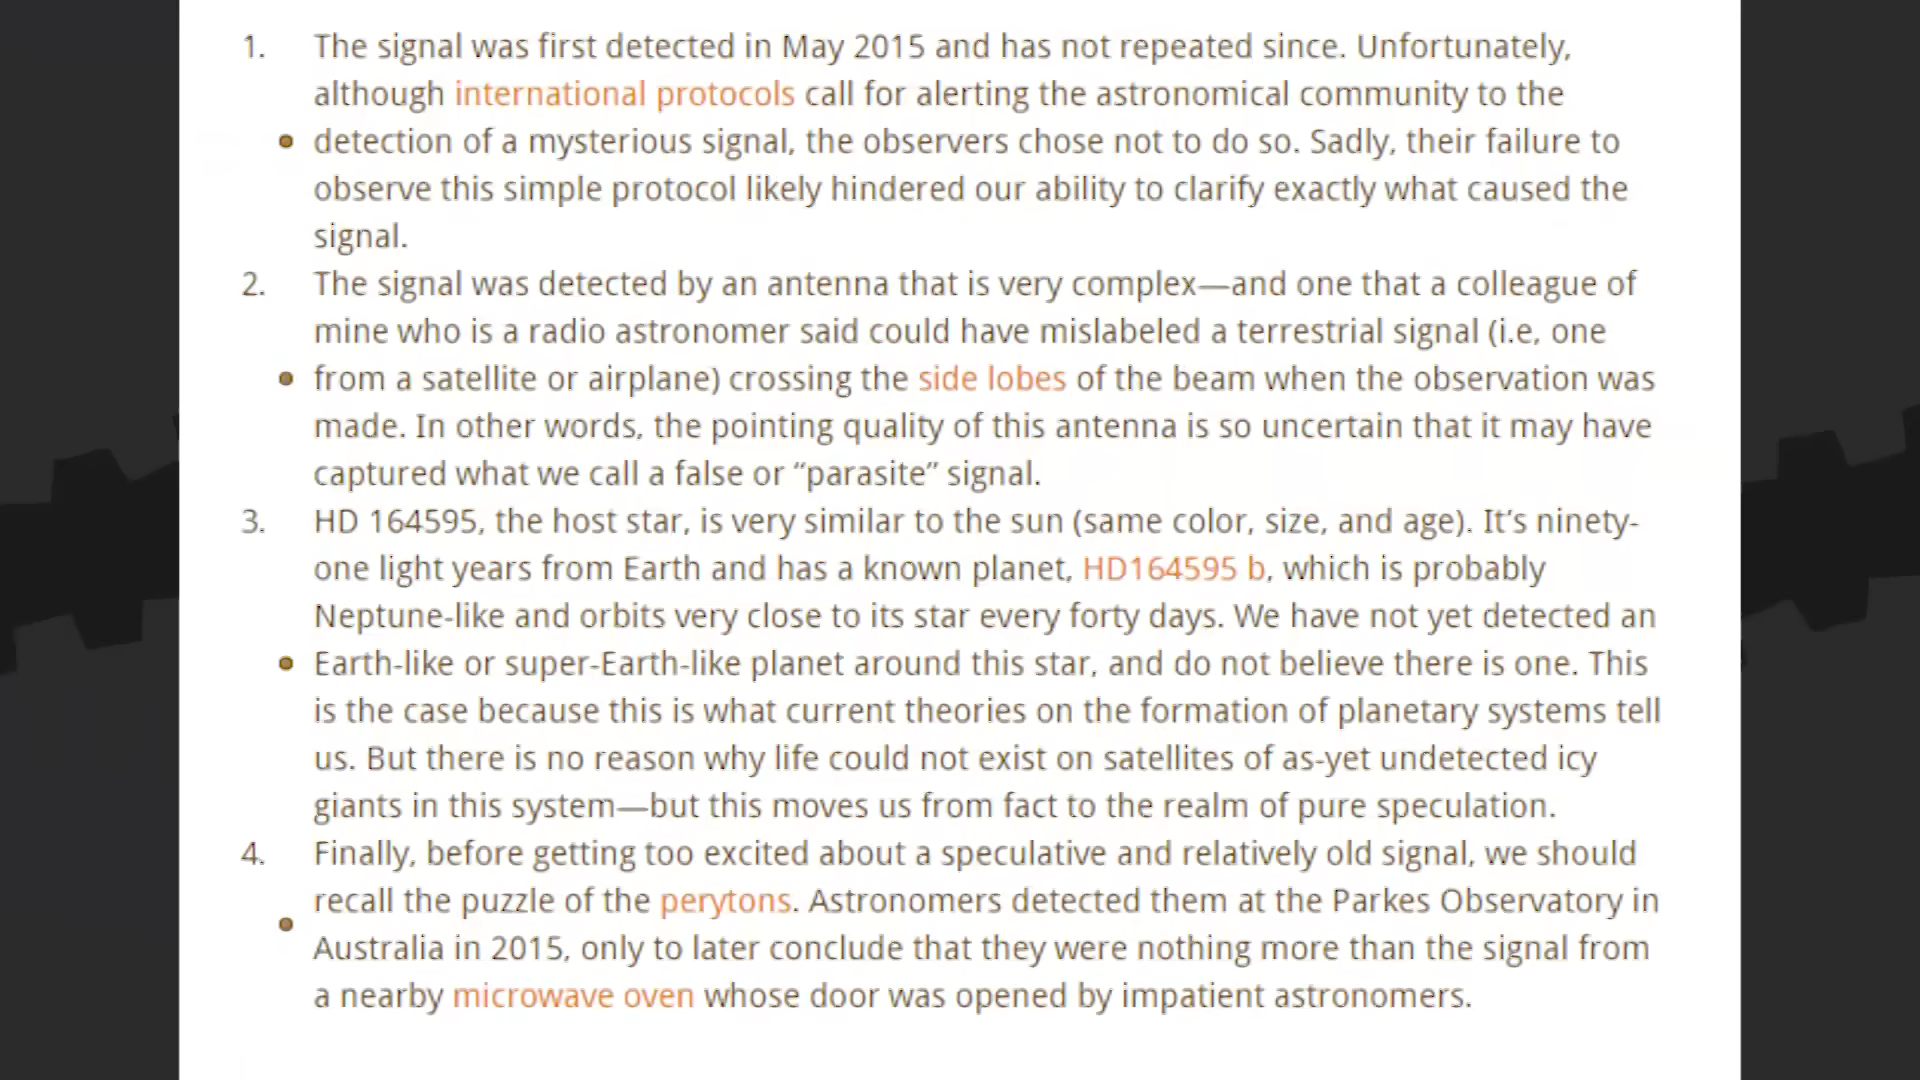 1. The signal was first detected in May 2015 and has not repeated since. Unfortunately,
although international protocols call for alerting the astronomical community to the
detection of a mysterious signal, the observers chose not to do so. Sadly, their failure to
observe this simple protocol likely hindered our ability to clarify exactly what caused the
signal.
2. The signal was detected by an antenna that is very complex—and one that a colleague of
mine who is a radio astronomer said could have mislabeled a terrestrial signal (i.e, one
from a satellite or airplane) crossing the side lobes of the beam when the observation was
made. In other words, the pointing quality of this antenna is so uncertain that it may have
captured what we call a false or “parasite” signal.
3. HD 164595, the host star, is very similar to the sun (same color, size, and age). It’s ninety-
one light years from Earth and has a known planet, HD164595 b, which is probably
Neptune-like and orbits very close to its star every forty days. We have not yet detected an
Earth-like or super-Earth-like planet around this star, and do not believe there is one. This
is the case because this is what current theories on the formation of planetary systems tell
us. But there is no reason why life could not exist on satellites of as-yet undetected icy
giants in this system—but this moves us from fact to the realm of pure speculation.
4. Finally, before getting too excited about a speculative and relatively old signal, we should
recall the puzzle of the perytons. Astronomers detected them at the Parkes Observatory in
Australia in 2015, only to later conclude that they were nothing more than the signal from
a nearby microwave oven whose door was opened by impatient astronomers.